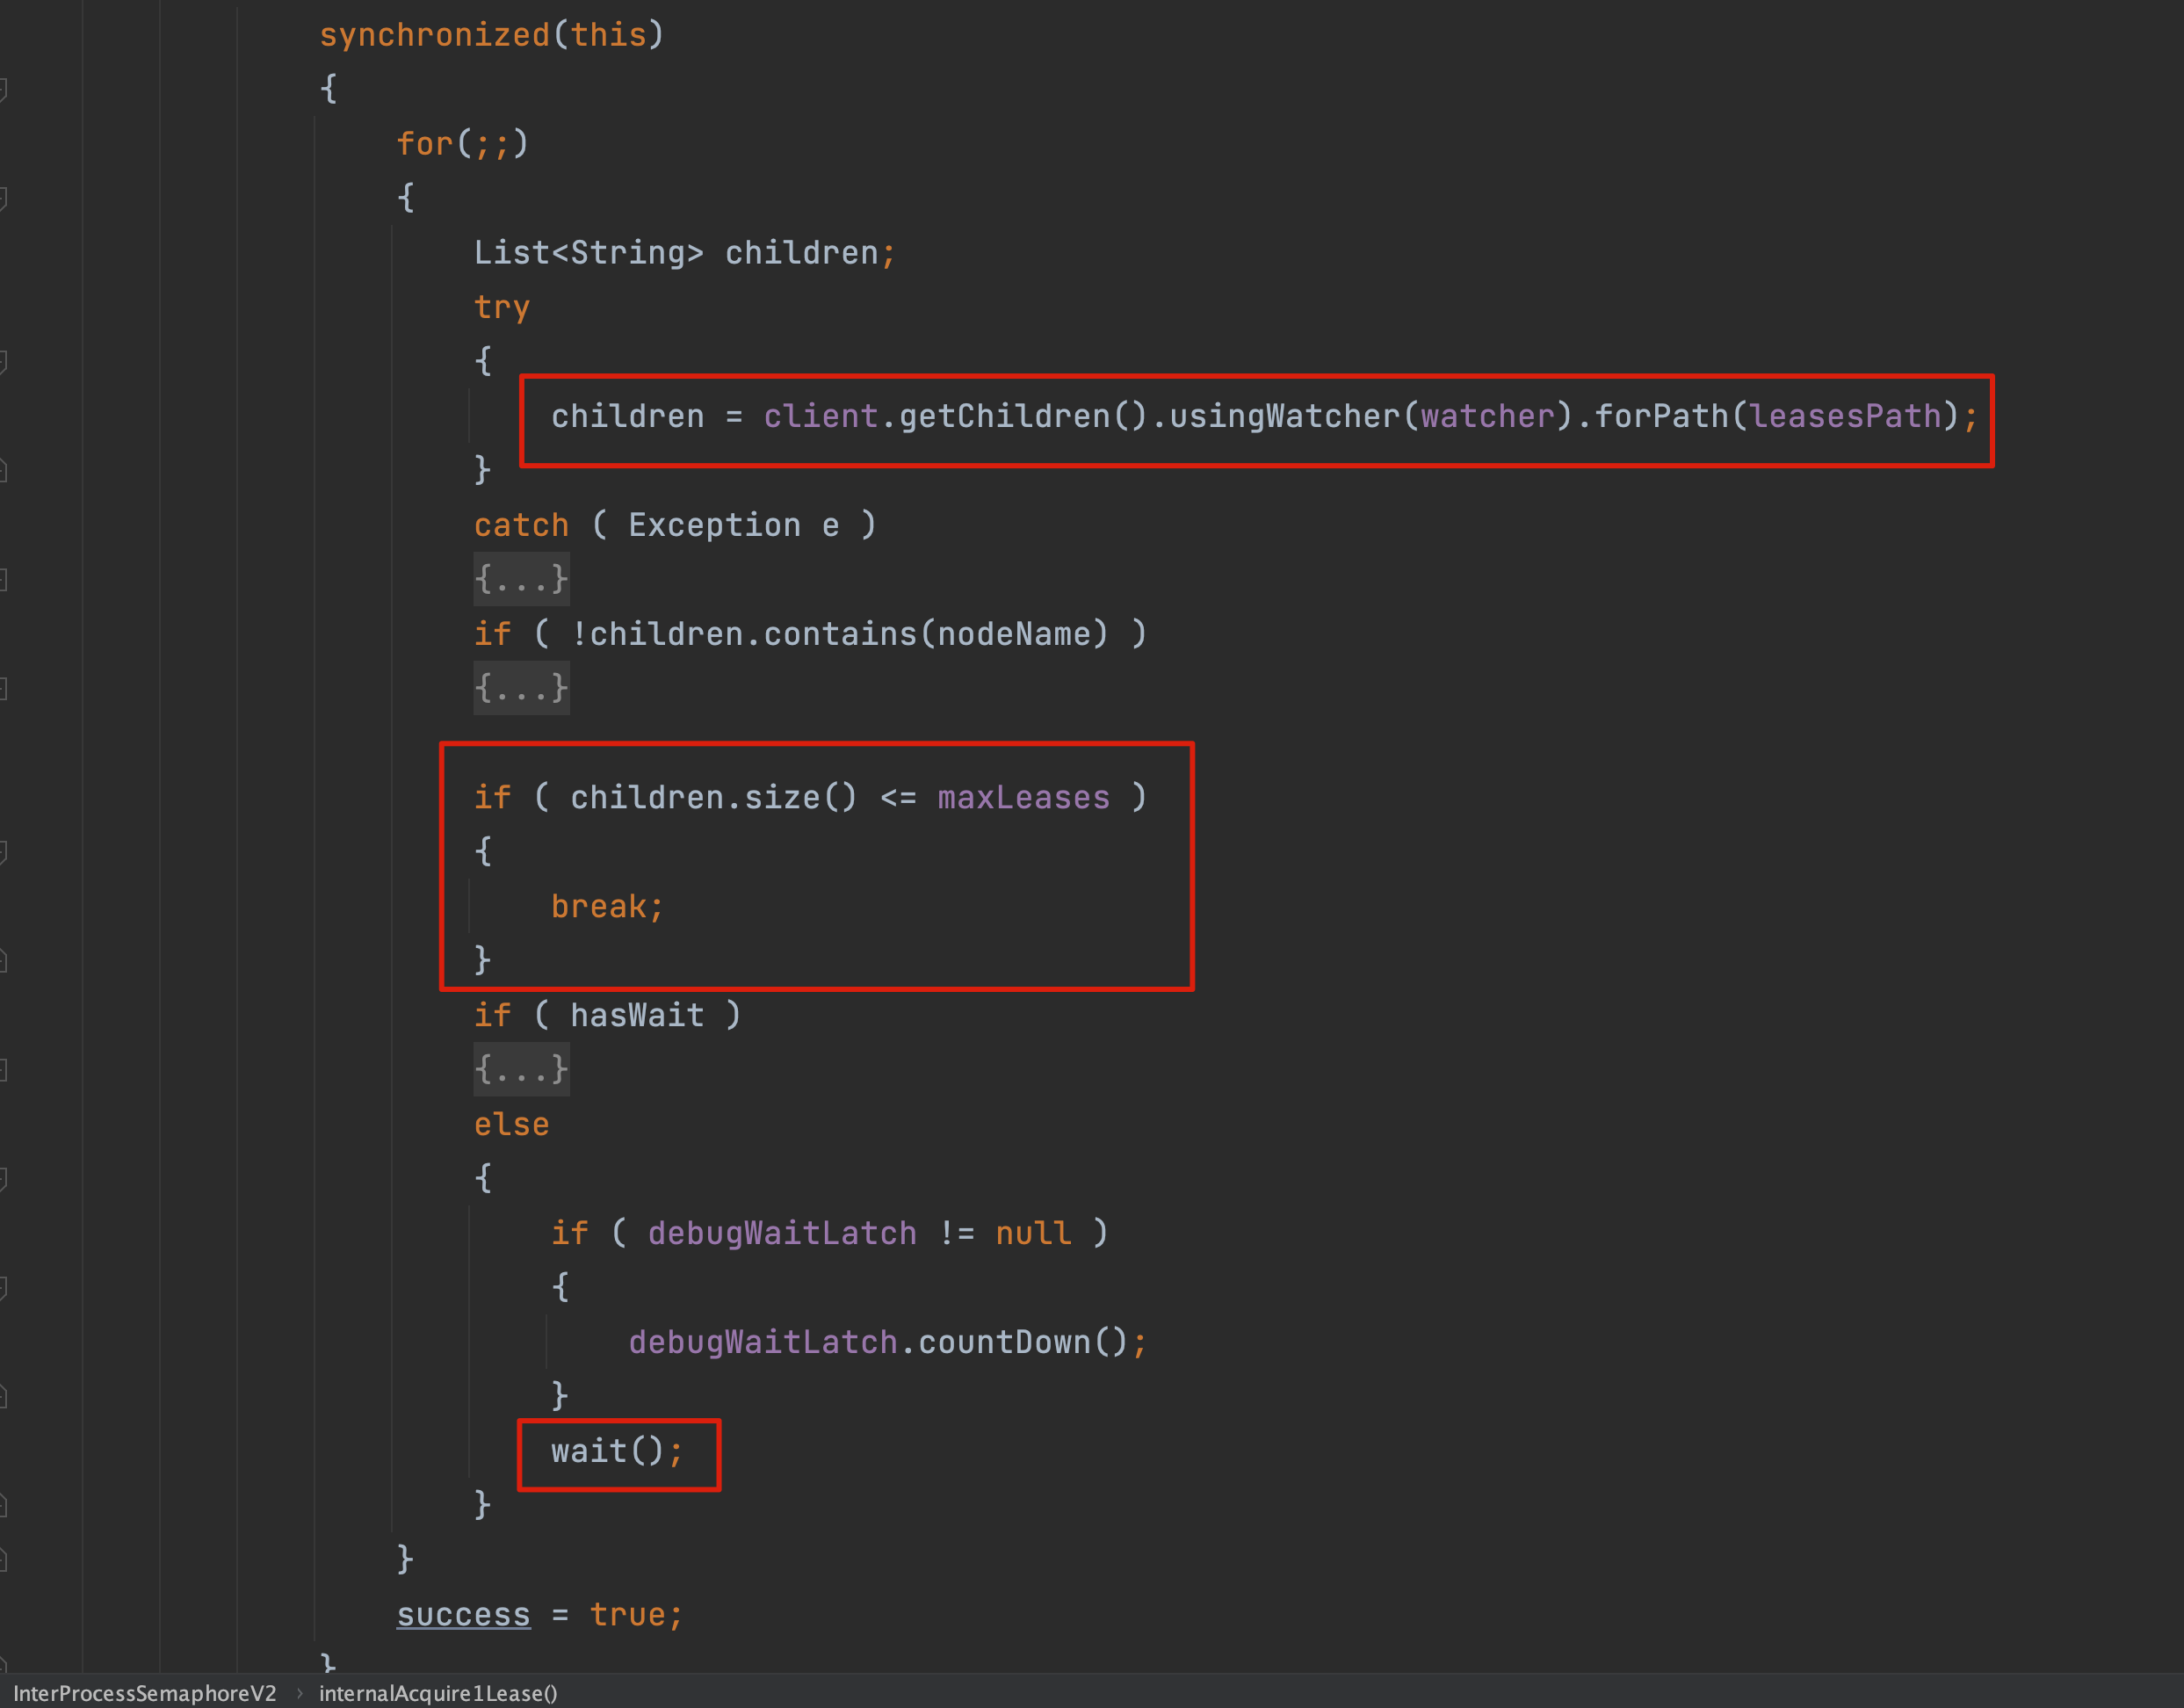 synchronized(this)
{
for(;;)
{
List<String> children;
try
{
children = client.getChildren().usingWatcher(watcher).forPath(leasesPath);
}
catch ( Exception e )
{...}
if ( !children.contains(nodeName) )
{...}
if ( children.size() <= maxLeases )
{
break;
}
if ( hasWait )
{...}
else
{
if ( debugWaitLatch != null )
{
debugWaitLatch.countDown();
}
wait();
}
}
success = true;
}
InterProcessSemaphoreV2 › internalAcquire1Lease()